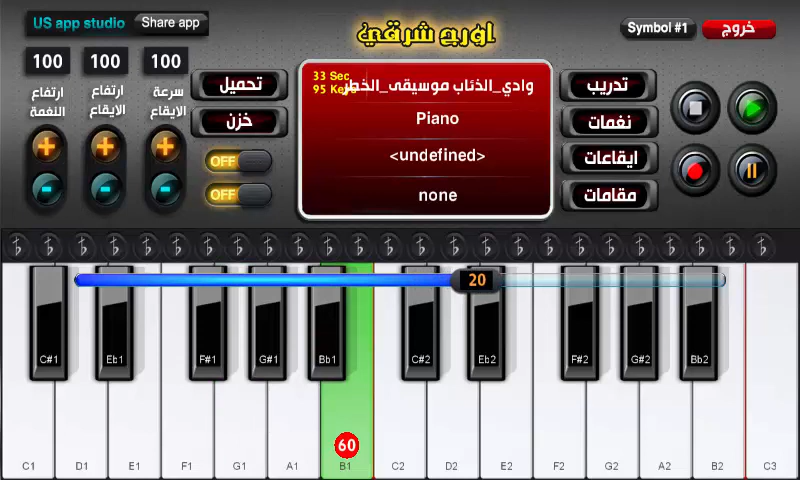 US app studio Share app
اورج شرقي
Symbol #1 خروج
100 100 100
ارتفاع النغمة
ارتفاع الايقاع
سرعة الايقاع
تحميل
خزن
OFF
OFF
33 Sec
95 Keys
وادي_الذئاب موسيقى_الخطر
Piano
<undefined>
none
تدريب
نغمات
ايقاعات
مقامات
+ + +
- - -
20
C#1 Eb1 F#1 G#1 Bb1 C#2 Eb2 F#2 G#2 Bb2
60
C1 D1 E1 F1 G1 A1 B1 C2 D2 E2 F2 G2 A2 B2 C3